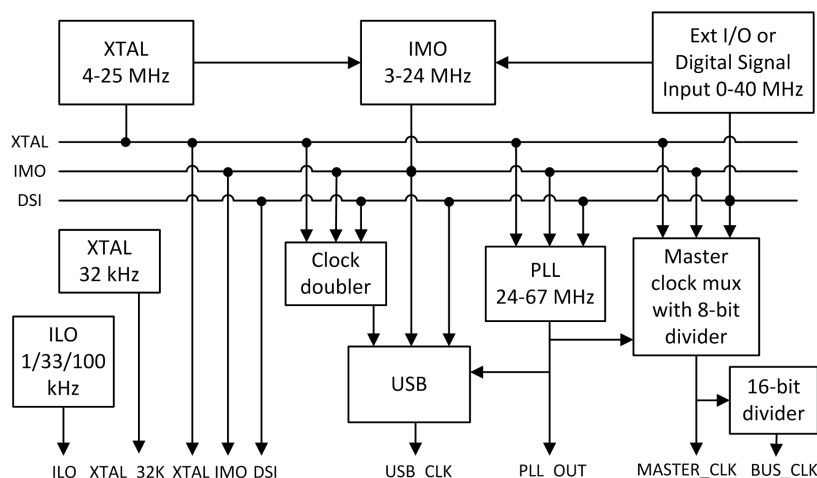 XTAL
4-25 MHz
IMO
3-24 MHz
Ext I/O or
Digital Signal
Input 0-40 MHz
XTAL
IMO
DSI
XTAL
32 kHz
Clock
doubler
PLL
24-67 MHz
Master
clock mux
with 8-bit
divider
ILO
1/33/100
kHz
USB
16-bit
divider
ILO XTAL 32K XTAL IMO DSI USB CLK PLL OUT MASTER_CLK BUS_CLK